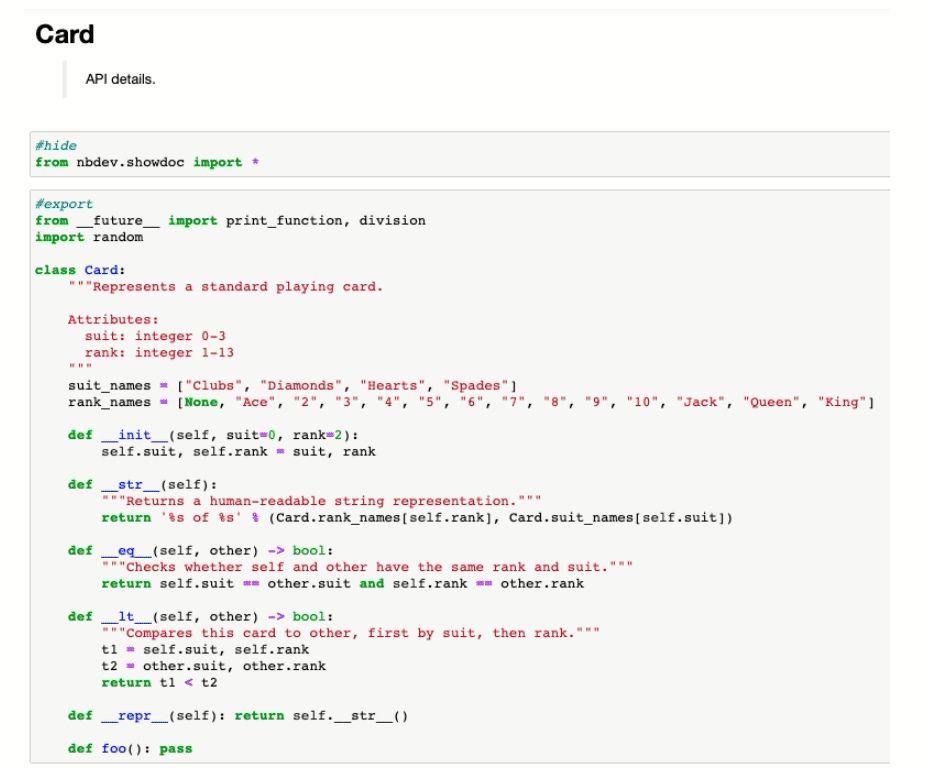 Card
API details.
#hide
from nbdev.showdoc import *
#export
from __future__ import print_function, division
import random
class Card:
    """Represents a standard playing card.
    Attributes:
      suit: integer 0-3
      rank: integer 1-13
    """
    suit_names = ["Clubs", "Diamonds", "Hearts", "Spades"]
    rank_names = [None, "Ace", "2", "3", "4", "5", "6", "7", "8", "9", "10", "Jack", "Queen", "King"]
    def __init__(self, suit=0, rank=2):
        self.suit, self.rank = suit, rank
    def __str__(self):
        """Returns a human-readable string representation."""
        return '%s of %s' % (Card.rank_names[self.rank], Card.suit_names[self.suit])
    def __eq__(self, other) -> bool:
        """Checks whether self and other have the same rank and suit."""
        return self.suit == other.suit and self.rank == other.rank
    def __lt__(self, other) -> bool:
        """Compares this card to other, first by suit, then rank."""
        t1 = self.suit, self.rank
        t2 = other.suit, other.rank
        return t1 < t2
    def __repr__(self): return self.__str__()
    def foo(): pass